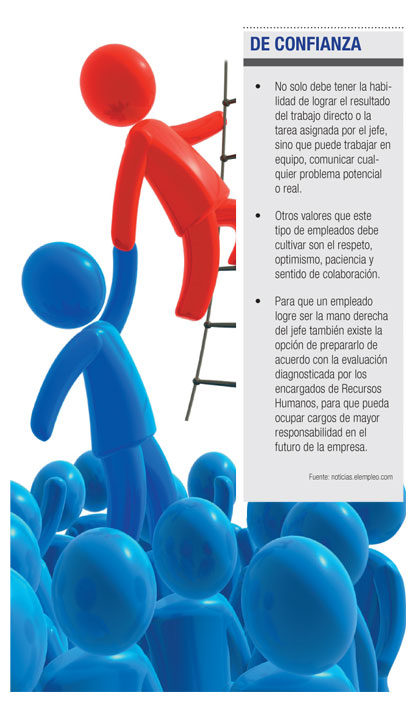 DE CONFIANZA
• No solo debe tener la habi-
lidad de lograr el resultado
del trabajo directo o la
tarea asignada por el jefe,
sino que puede trabajar en
equipo, comunicar cual-
quier problema potencial
o real.
• Otros valores que este
tipo de empleados debe
cultivar son el respeto,
optimismo, paciencia y
sentido de colaboración.
• Para que un empleado
logre ser la mano derecha
del jefe también existe la
opción de prepararlo de
acuerdo con la evaluación
diagnosticada por los
encargados de Recursos
Humanos, para que pueda
ocupar cargos de mayor
responsabilidad en el
futuro de la empresa.
Fuente: noticias.elempleo.com